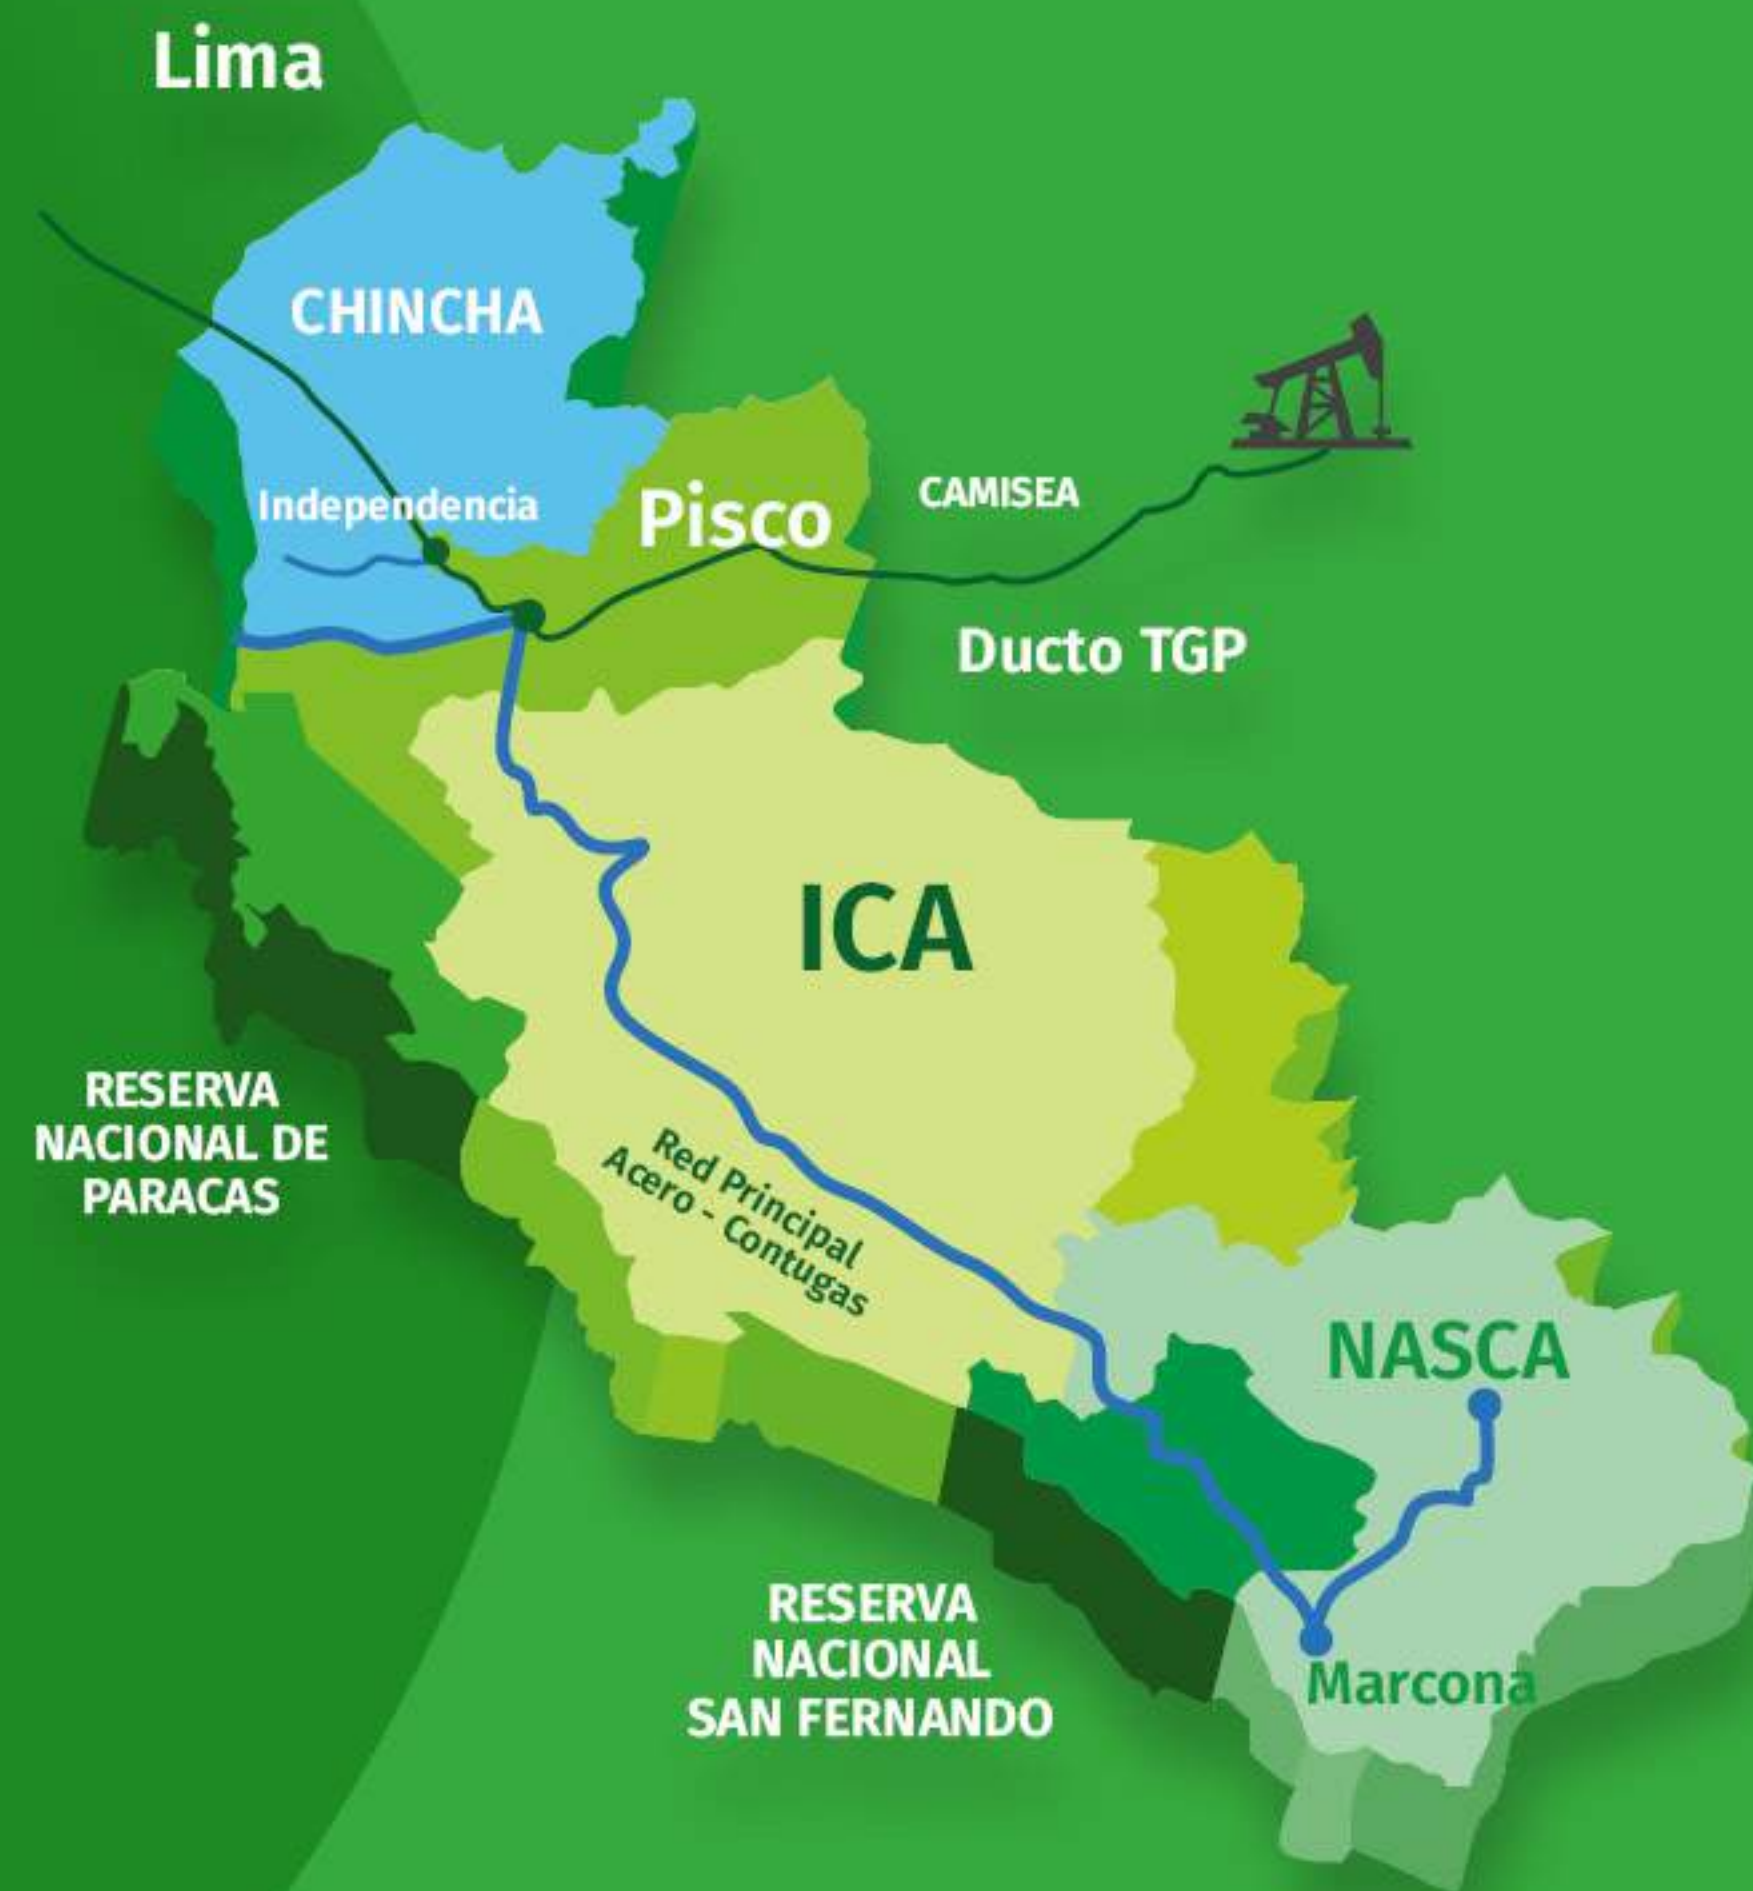 Lima
CHINCHA
Independencia
Pisco
CAMISEA
Ducto TGP
ICA
RESERVA
NACIONAL DE
PARACAS
Red Principal
Acero - Contugas
NASCA
Marcona
RESERVA
NACIONAL
SAN FERNANDO